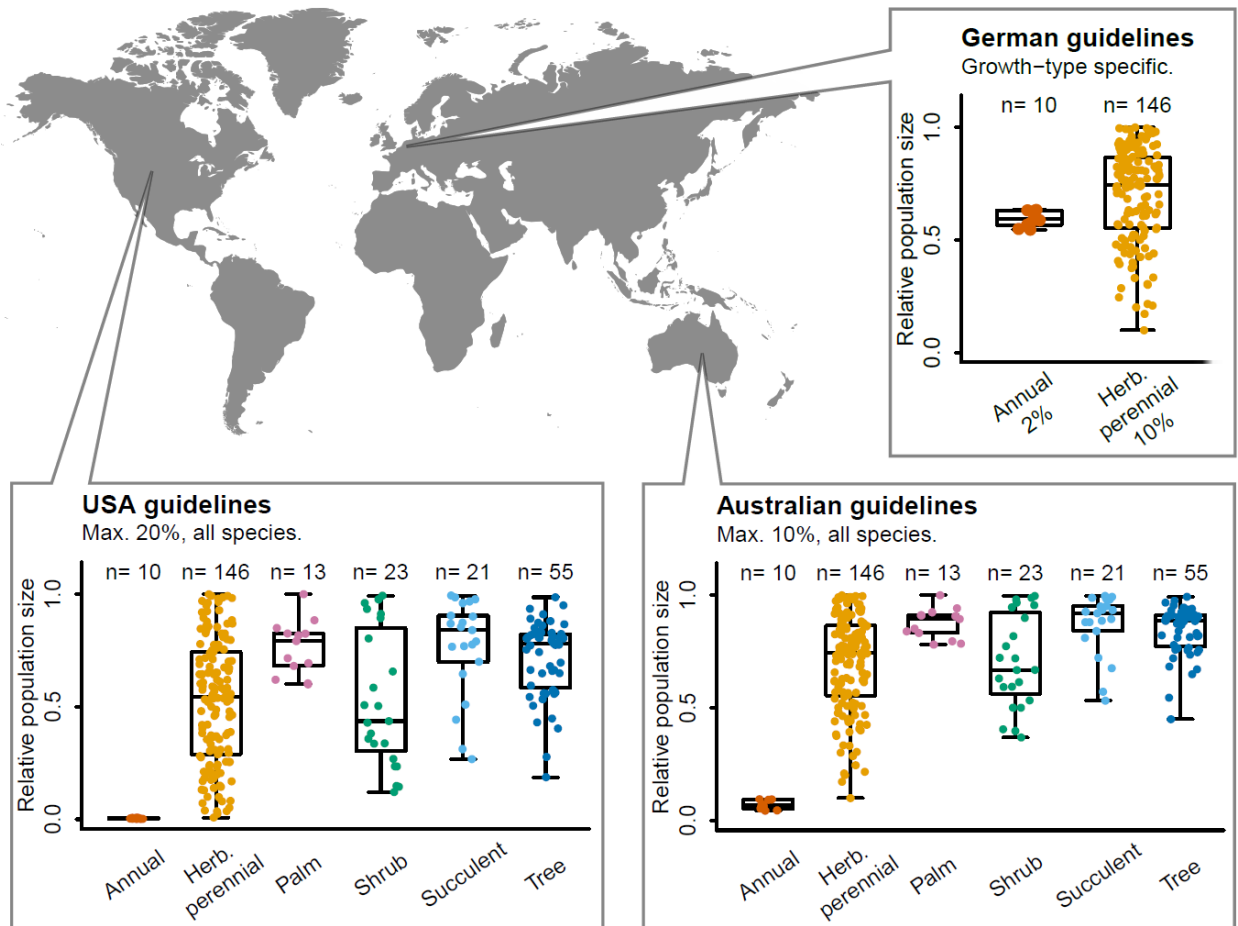 German guidelines
Growth−type specific.
n= 10 n= 146
Relative population size
1.0
0.5
0.0
Annual
2%
Herb.
perennial
10%
USA guidelines
Max. 20%, all species.
n= 10 n= 146 n= 13 n= 23 n= 21 n= 55
Relative population size
1.0
0.5
0.0
Annual
Herb.
perennial
Palm
Shrub
Succulent
Tree
Australian guidelines
Max. 10%, all species.
n= 10 n= 146 n= 13 n= 23 n= 21 n= 55
Relative population size
1.0
0.5
0.0
Annual
Herb.
perennial
Palm
Shrub
Succulent
Tree